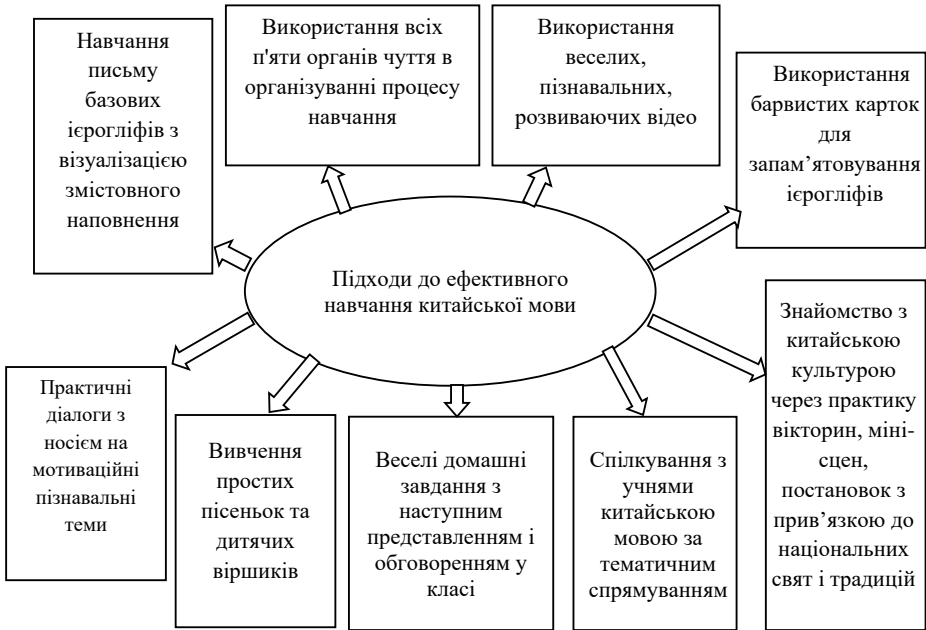 Навчання
письму
базових
ієрогліфів з
візуалізацією
змістовного
наповнення
Використання всіх
п'яти органів чуття в
організуванні процесу
навчання
Використання
веселих,
пізнавальних,
розвиваючих відео
Використання
барвистих карток
для
запам’ятовування
ієрогліфів
Підходи до ефективного
навчання китайської мови
Практичні
діалоги з
носієм на
мотиваційні
пізнавальні
теми
Вивчення
простих
пісеньок та
дитячих
віршиків
Веселі домашні
завдання з
наступним
представленням і
обговоренням у
класі
Спілкування з
учнями
китайською
мовою за
тематичним
спрямуванням
Знайомство з
китайською
культурою
через практику
вікторин, міні-
сцен,
постановок з
прив’язкою до
національних
свят і традицій